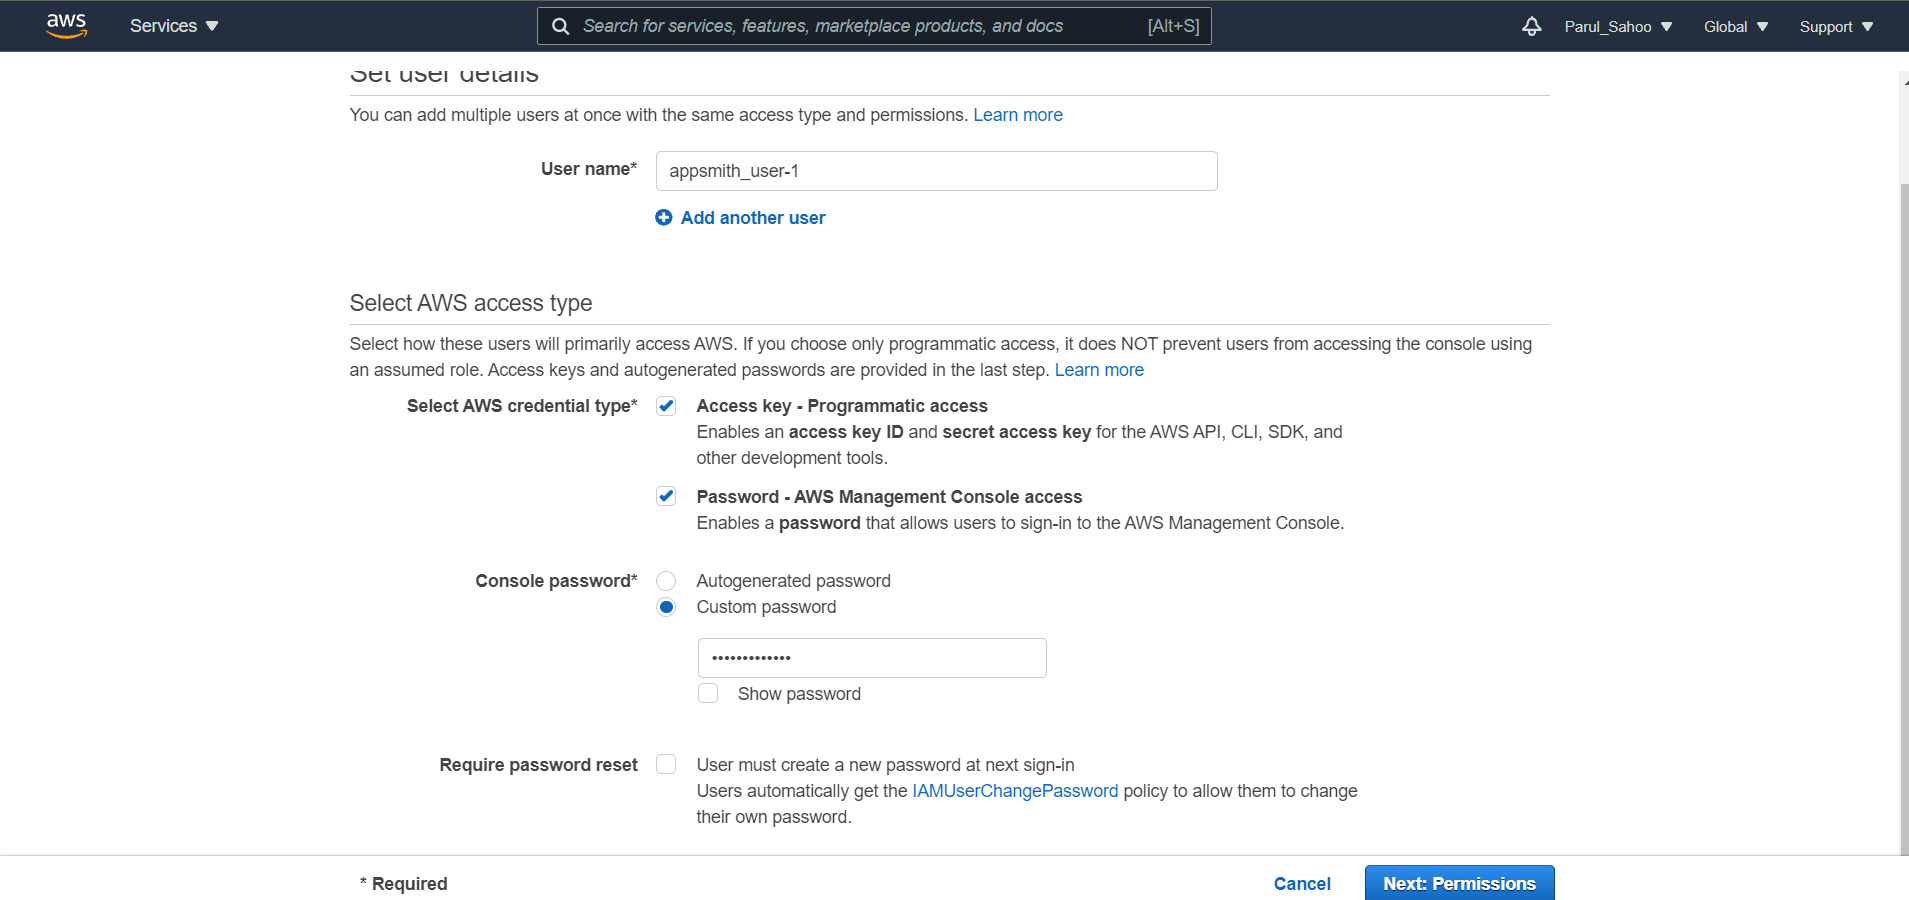 aws Services Search for services, features, marketplace products, and docs [Alt+S] Parul_Sahoo Global Support
Set user details
You can add multiple users at once with the same access type and permissions. Learn more
User name* appsmith_user-1
Add another user
Select AWS access type
Select how these users will primarily access AWS. If you choose only programmatic access, it does NOT prevent users from accessing the console using
an assumed role. Access keys and autogenerated passwords are provided in the last step. Learn more
Select AWS credential type* Access key - Programmatic access
Enables an access key ID and secret access key for the AWS API, CLI, SDK, and
other development tools.
Password - AWS Management Console access
Enables a password that allows users to sign-in to the AWS Management Console.
Console password* Autogenerated password
Custom password
•••••••••••••
Show password
Require password reset User must create a new password at next sign-in
Users automatically get the IAMUserChangePassword policy to allow them to change
their own password.
* Required Cancel Next: Permissions